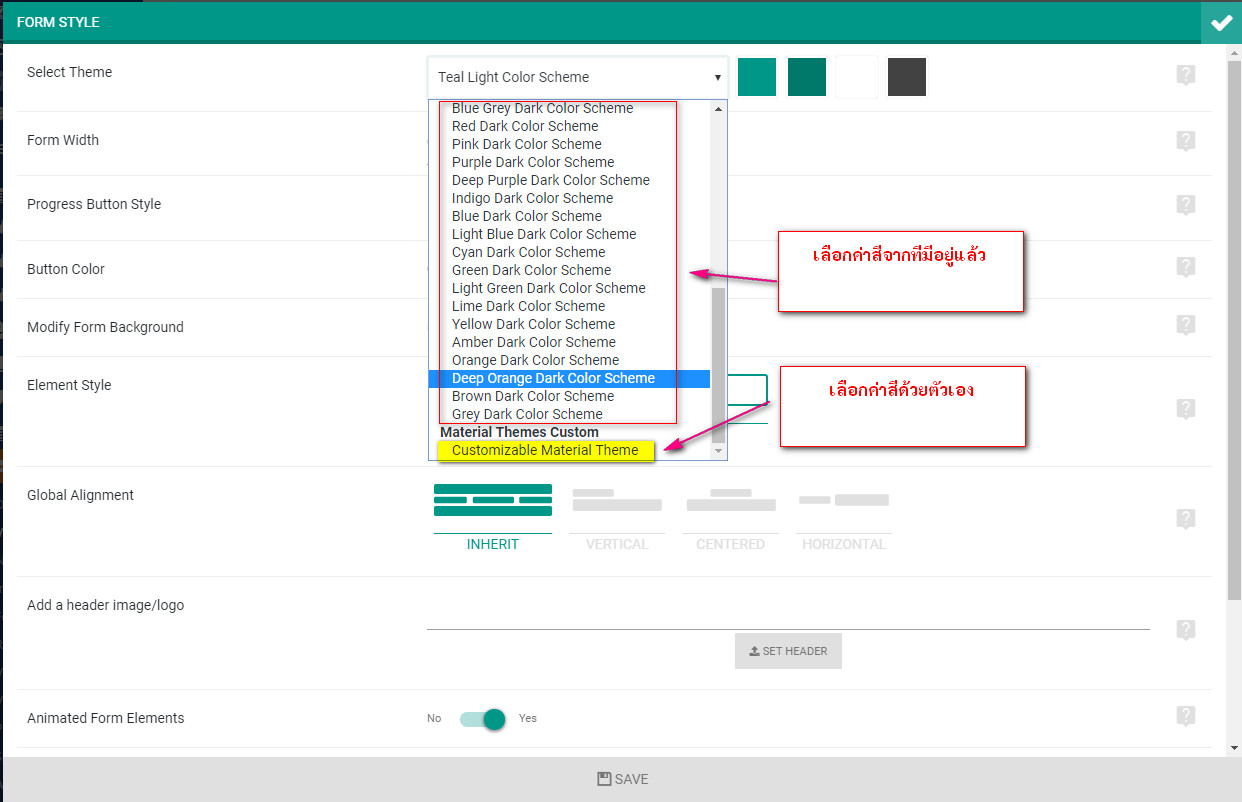 FORM STYLE
Select Theme
Teal Light Color Scheme
Blue Grey Dark Color Scheme
Red Dark Color Scheme
Pink Dark Color Scheme
Purple Dark Color Scheme
Deep Purple Dark Color Scheme
Indigo Dark Color Scheme
Blue Dark Color Scheme
Light Blue Dark Color Scheme
Cyan Dark Color Scheme
Green Dark Color Scheme
Light Green Dark Color Scheme
Lime Dark Color Scheme
Yellow Dark Color Scheme
Amber Dark Color Scheme
Orange Dark Color Scheme
Deep Orange Dark Color Scheme
Brown Dark Color Scheme
Grey Dark Color Scheme
Material Themes Custom
Customizable Material Theme
เลือกค่าสีจากที่มีอยู่แล้ว
เลือกค่าสีด้วยตัวเอง
Form Width
Progress Button Style
Button Color
Modify Form Background
Element Style
Global Alignment
INHERIT
VERTICAL
CENTERED
HORIZONTAL
Add a header image/logo
SET HEADER
Animated Form Elements
No
Yes
SAVE